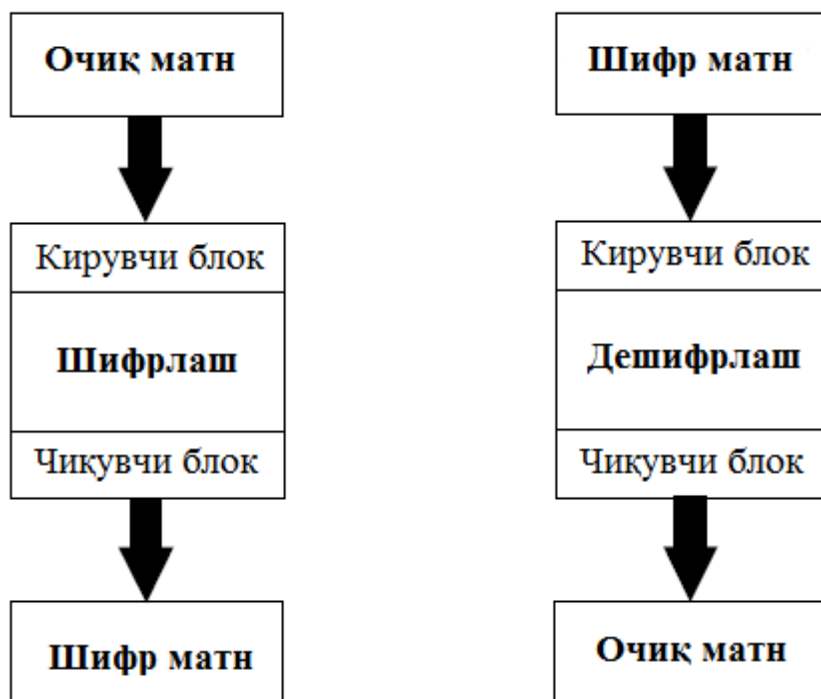 Очиқ матн
Кирувчи блок
Шифрлаш
Чиқувчи блок
Шифр матн
Шифр матн
Кирувчи блок
Дешифрлаш
Чиқувчи блок
Очиқ матн